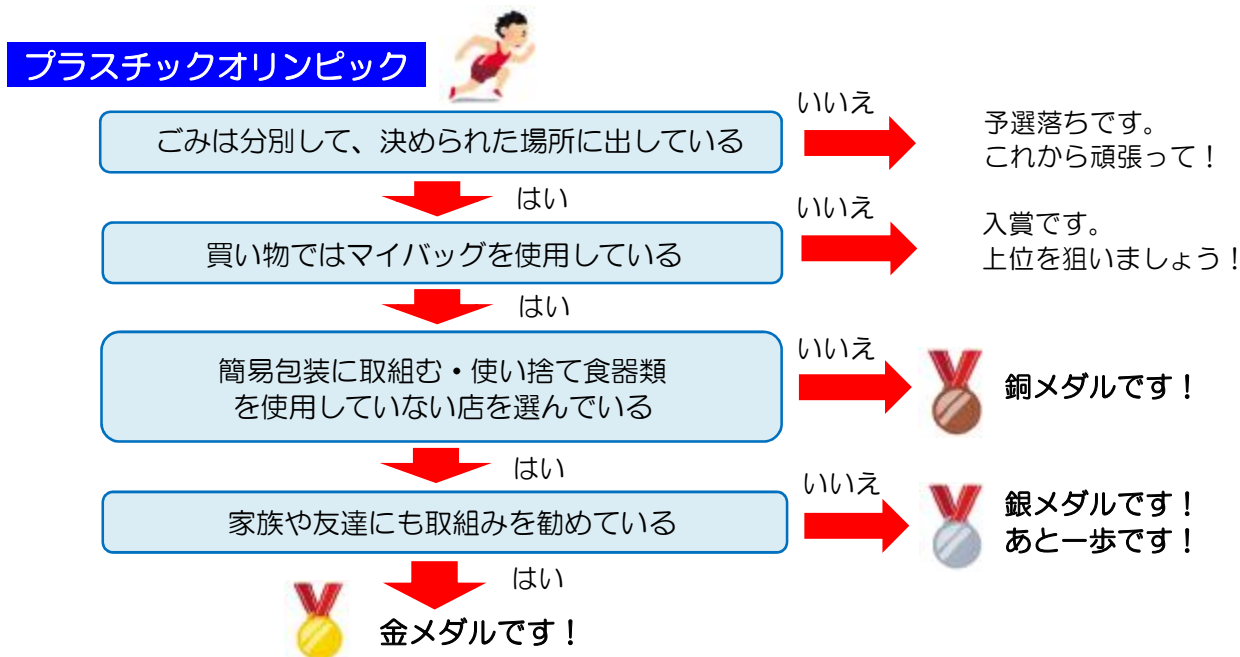 プラスチックオリンピック
ごみは分別して、決められた場所に出している
いいえ
予選落ちです。
これから頑張って！
はい
買い物ではマイバッグを使用している
いいえ
入賞です。
上位を狙いましょう！
はい
簡易包装に取組む・使い捨て食器類
を使用していない店を選んでいる
いいえ
銅メダルです！
はい
家族や友達にも取組みを勧めている
いいえ
銀メダルです！
あと一歩です！
はい
金メダルです！